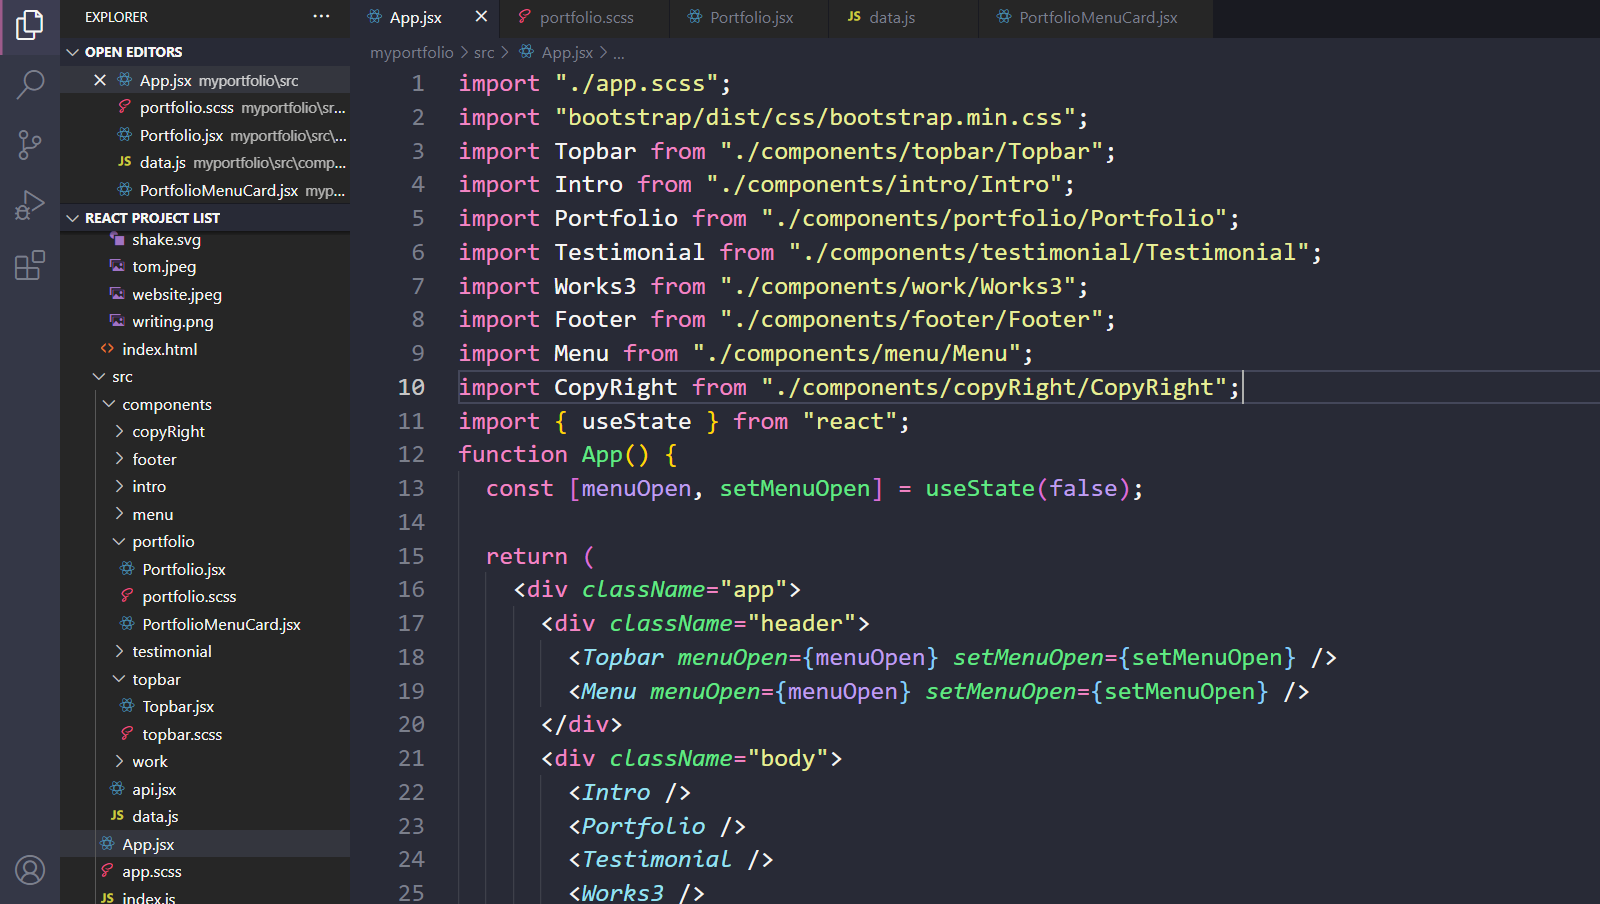 EXPLORER ···
OPEN EDITORS
App.jsx myportfolio\src
portfolio.scss myportfolio\sr...
Portfolio.jsx myportfolio\src\...
JS data.js myportfolio\src\comp...
PortfolioMenuCard.jsx myp...
REACT PROJECT LIST
shake.svg
tom.jpeg
website.jpeg
writing.png
<> index.html
src
components
copyRight
footer
intro
menu
portfolio
Portfolio.jsx
portfolio.scss
PortfolioMenuCard.jsx
testimonial
topbar
Topbar.jsx
topbar.scss
work
api.jsx
JS data.js
App.jsx
app.scss
JS index.js
App.jsx portfolio.scss Portfolio.jsx JS data.js PortfolioMenuCard.jsx
myportfolio > src > App.jsx > ...
1 import "./app.scss";
2 import "bootstrap/dist/css/bootstrap.min.css";
3 import Topbar from "./components/topbar/Topbar";
4 import Intro from "./components/intro/Intro";
5 import Portfolio from "./components/portfolio/Portfolio";
6 import Testimonial from "./components/testimonial/Testimonial";
7 import Works3 from "./components/work/Works3";
8 import Footer from "./components/footer/Footer";
9 import Menu from "./components/menu/Menu";
10 import CopyRight from "./components/copyRight/CopyRight";
11 import { useState } from "react";
12 function App() {
13 const [menuOpen, setMenuOpen] = useState(false);
14
15 return (
16 <div className="app">
17 <div className="header">
18 <Topbar menuOpen={menuOpen} setMenuOpen={setMenuOpen} />
19 <Menu menuOpen={menuOpen} setMenuOpen={setMenuOpen} />
20 </div>
21 <div className="body">
22 <Intro />
23 <Portfolio />
24 <Testimonial />
25 <Works3 />